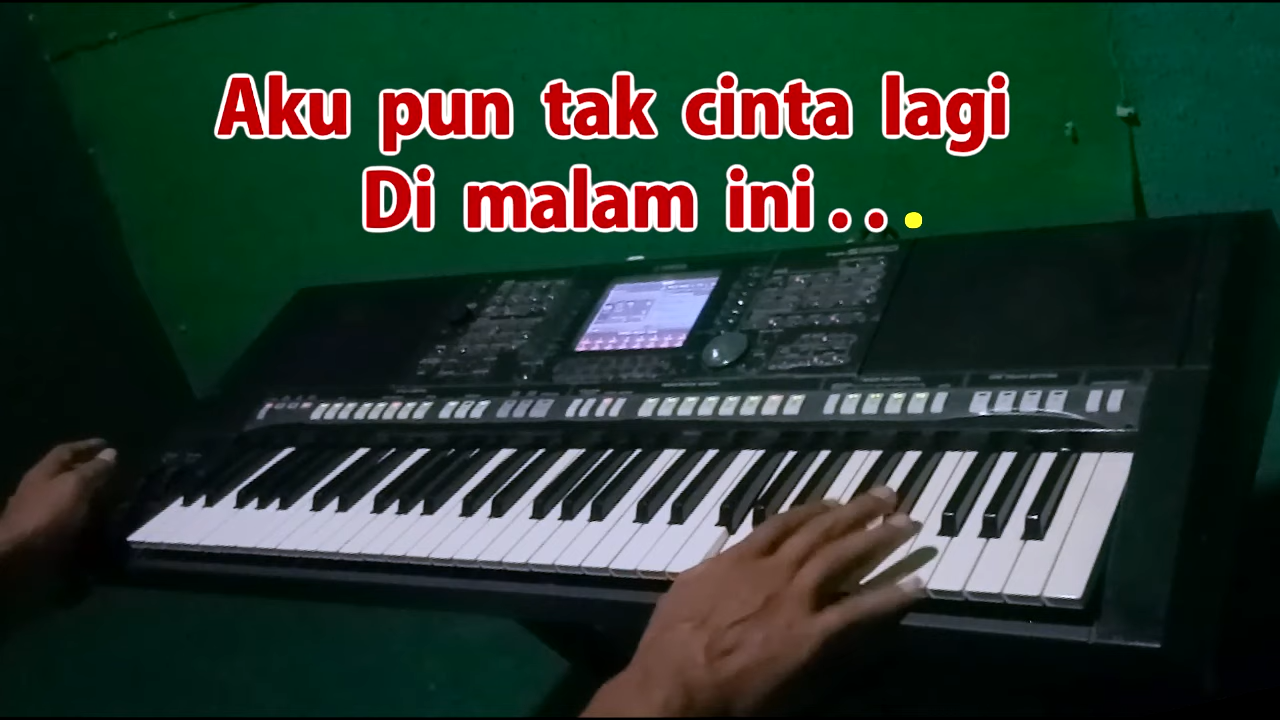 Aku pun tak cinta lagi
Di malam ini . . .